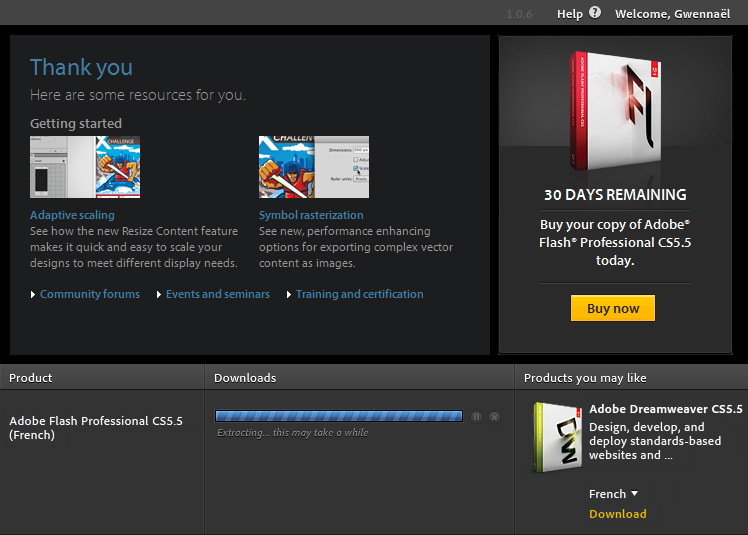 1.0.6
Help ?
Welcome, Gwennaël
Thank you
Here are some resources for you.
Getting started
CHALLENGE
CHALLENGE
Dimensions:
Ruler units
Adaptive scaling
See how the new Resize Content feature
makes it quick and easy to scale your
designs to meet different display needs.
Symbol rasterization
See new, performance enhancing
options for exporting complex vector
content as images.
Community forums
Events and seminars
Training and certification
ADOBE FLASH PROFESSIONAL CS5
Fl
30 DAYS REMAINING
Buy your copy of Adobe®
Flash® Professional CS5.5
today.
Buy now
Product
Downloads
Products you may like
Adobe Flash Professional CS5.5
(French)
Extracting... this may take a while
DW
Adobe Dreamweaver CS5.5
Design, develop, and
deploy standards-based
websites and ...
French
Download